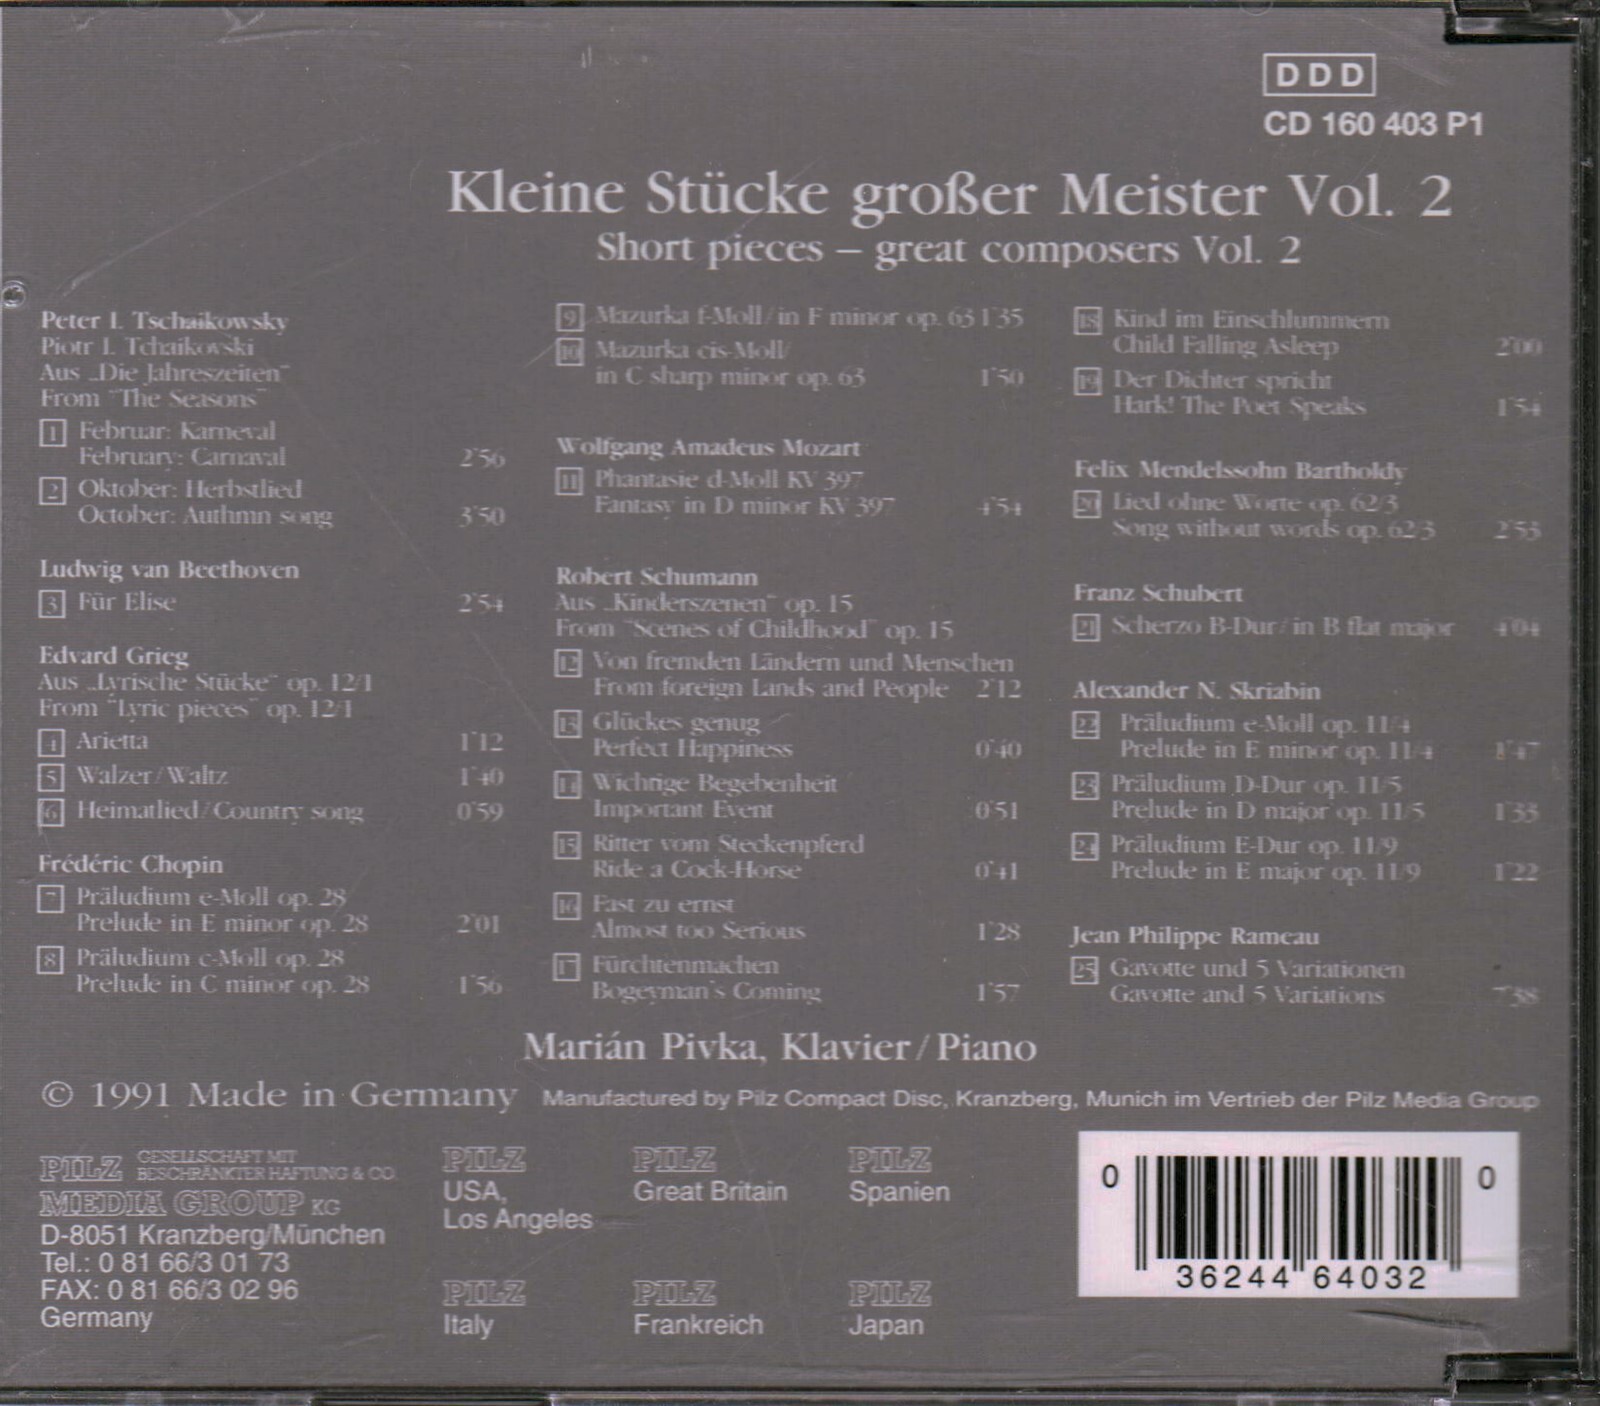 DDD
CD 160 403 P1
Kleine Stücke großer Meister Vol. 2
Short pieces – great composers Vol. 2
Peter I. Tschaikowsky
Piotr I. Tchaikovski
Aus „Die Jahreszeiten“
From “The Seasons”
1 Februar: Karneval
February: Carnaval 2'56
2 Oktober: Herbstlied
October: Authmn song 3'50
Ludwig van Beethoven
3 Für Elise 2'54
Edvard Grieg
Aus „Lyrische Stücke“ op. 12/1
From “Lyric pieces” op. 12/1
4 Arietta 1'12
5 Walzer/Waltz 1'40
6 Heimatlied/Country song 0'59
Frédéric Chopin
7 Präludium e-Moll op. 28
Prelude in E minor op. 28 2'01
8 Präludium c-Moll op. 28
Prelude in C minor op. 28 1'56
9 Mazurka f-Moll/in F minor op. 63 1'35
10 Mazurka cis-Moll/
in C sharp minor op. 63 1'50
Wolfgang Amadeus Mozart
11 Phantasie d-Moll KV 397
Fantasy in D minor KV 397 4'54
Robert Schumann
Aus „Kinderszenen“ op. 15
From “Scenes of Childhood” op. 15
12 Von fremden Ländern und Menschen
From foreign Lands and People 2'12
13 Glückes genug
Perfect Happiness 0'40
14 Wichtige Begebenheit
Important Event 0'51
15 Ritter vom Steckenpferd
Ride a Cock-Horse 0'41
16 Fast zu ernst
Almost too Serious 1'28
17 Fürchtenmachen
Bogeyman's Coming 1'57
18 Kind im Einschlummern
Child Falling Asleep 2'00
19 Der Dichter spricht
Hark! The Poet Speaks 1'54
Felix Mendelssohn Bartholdy
20 Lied ohne Worte op. 62/3
Song without words op. 62/3 2'53
Franz Schubert
21 Scherzo B-Dur/in B flat major 4'04
Alexander N. Skriabin
22 Präludium e-Moll op. 11/4
Prelude in E minor op. 11/4 1'47
23 Präludium D-Dur op. 11/5
Prelude in D major op. 11/5 1'33
24 Präludium E-Dur op. 11/9
Prelude in E major op. 11/9 1'22
Jean Philippe Rameau
25 Gavotte und 5 Variationen
Gavotte and 5 Variations 7'38
Marián Pivka, Klavier/Piano
© 1991 Made in Germany Manufactured by Pilz Compact Disc, Kranzberg, Munich im Vertrieb der Pilz Media Group
PILZ GESELLSCHAFT MIT
BESCHRÄNKTER HAFTUNG & CO.
MEDIA GROUP KG
D-8051 Kranzberg/München
Tel.: 0 81 66/3 01 73
FAX: 0 81 66/3 02 96
Germany
PILZ
USA,
Los Angeles
PILZ
Great Britain
PILZ
Spanien
PILZ
Italy
PILZ
Frankreich
PILZ
Japan
0 36244 64032 0